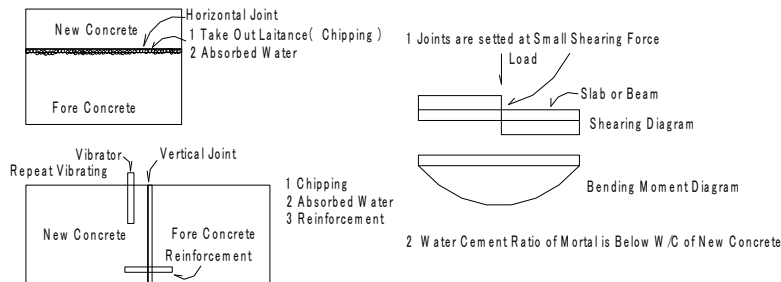 Horizontal Joint
New Concrete
1 Take Out Laitance( Chipping )
2 Absorbed Water
Fore Concrete
Vibrator
Vertical Joint
Repeat Vibrating
1 Chipping
2 Absorbed Water
3 Reinforcement
New Concrete
Fore Concrete
Reinforcement
1 Joints are setted at Small Shearing Force
Load
Slab or Beam
Shearing Diagram
Bending Moment Diagram
2 Water Cement Ratio of Mortal is Below W/C of New Concrete